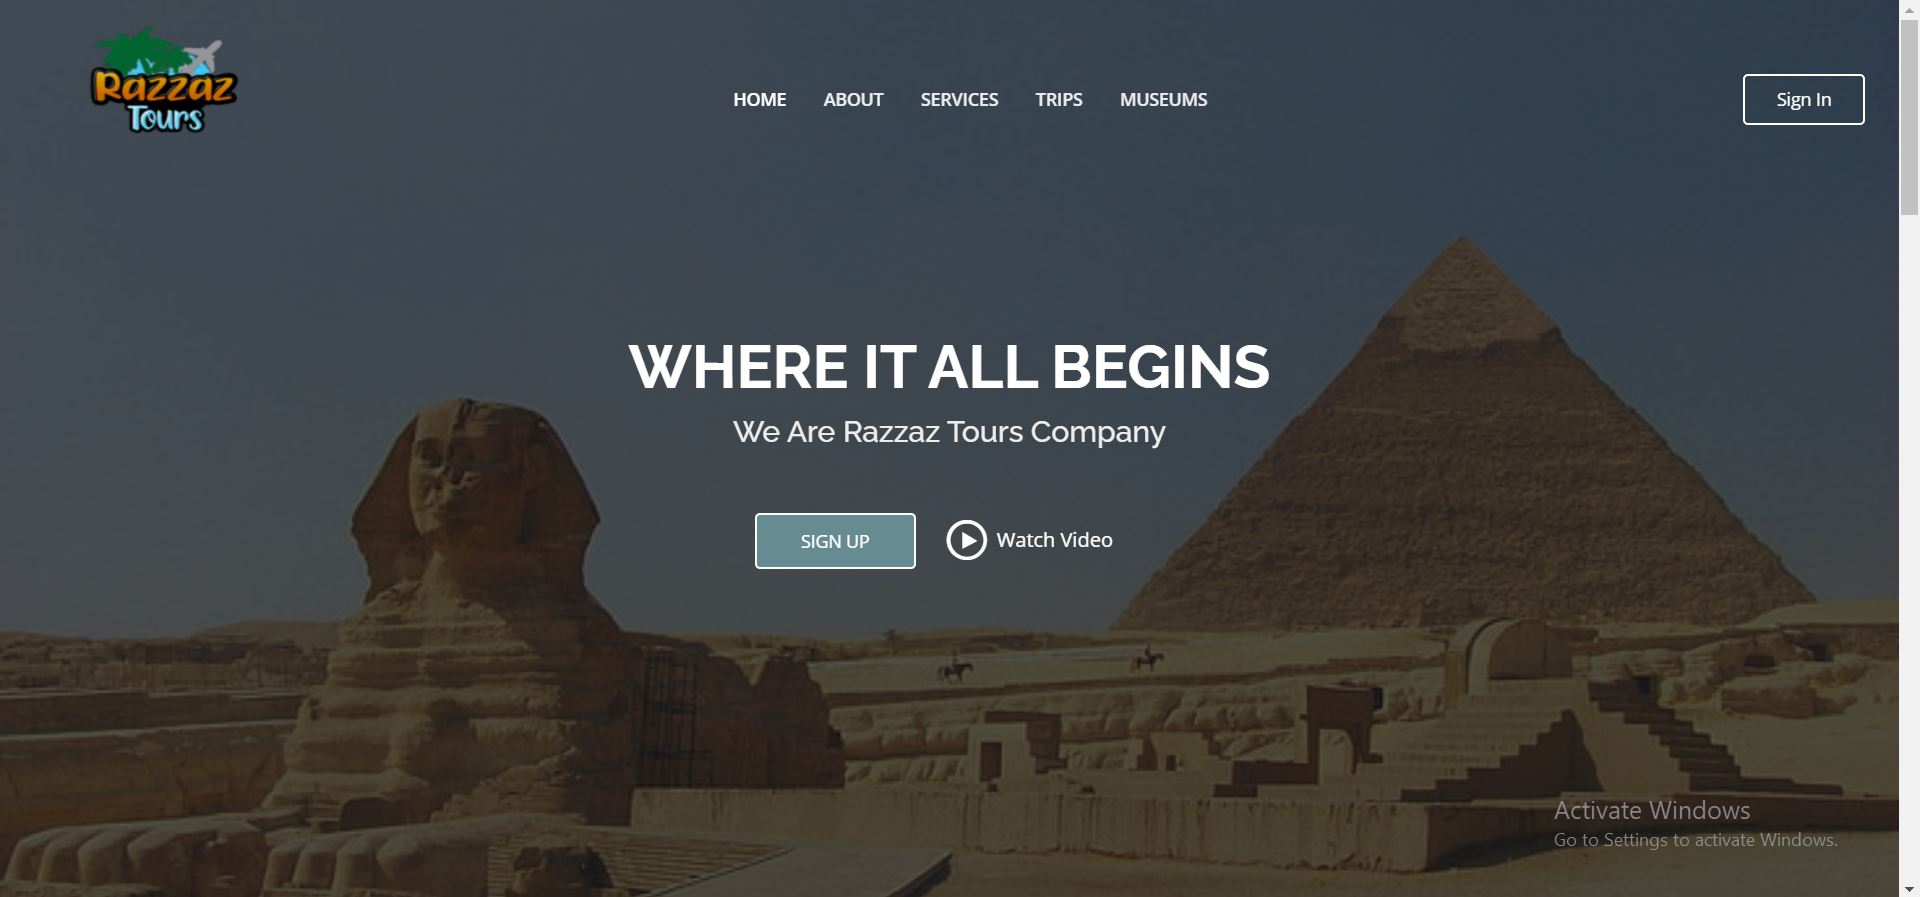 Razzaz
Tours
HOME ABOUT SERVICES TRIPS MUSEUMS
Sign In
WHERE IT ALL BEGINS
We Are Razzaz Tours Company
SIGN UP
Watch Video
Activate Windows
Go to Settings to activate Windows.